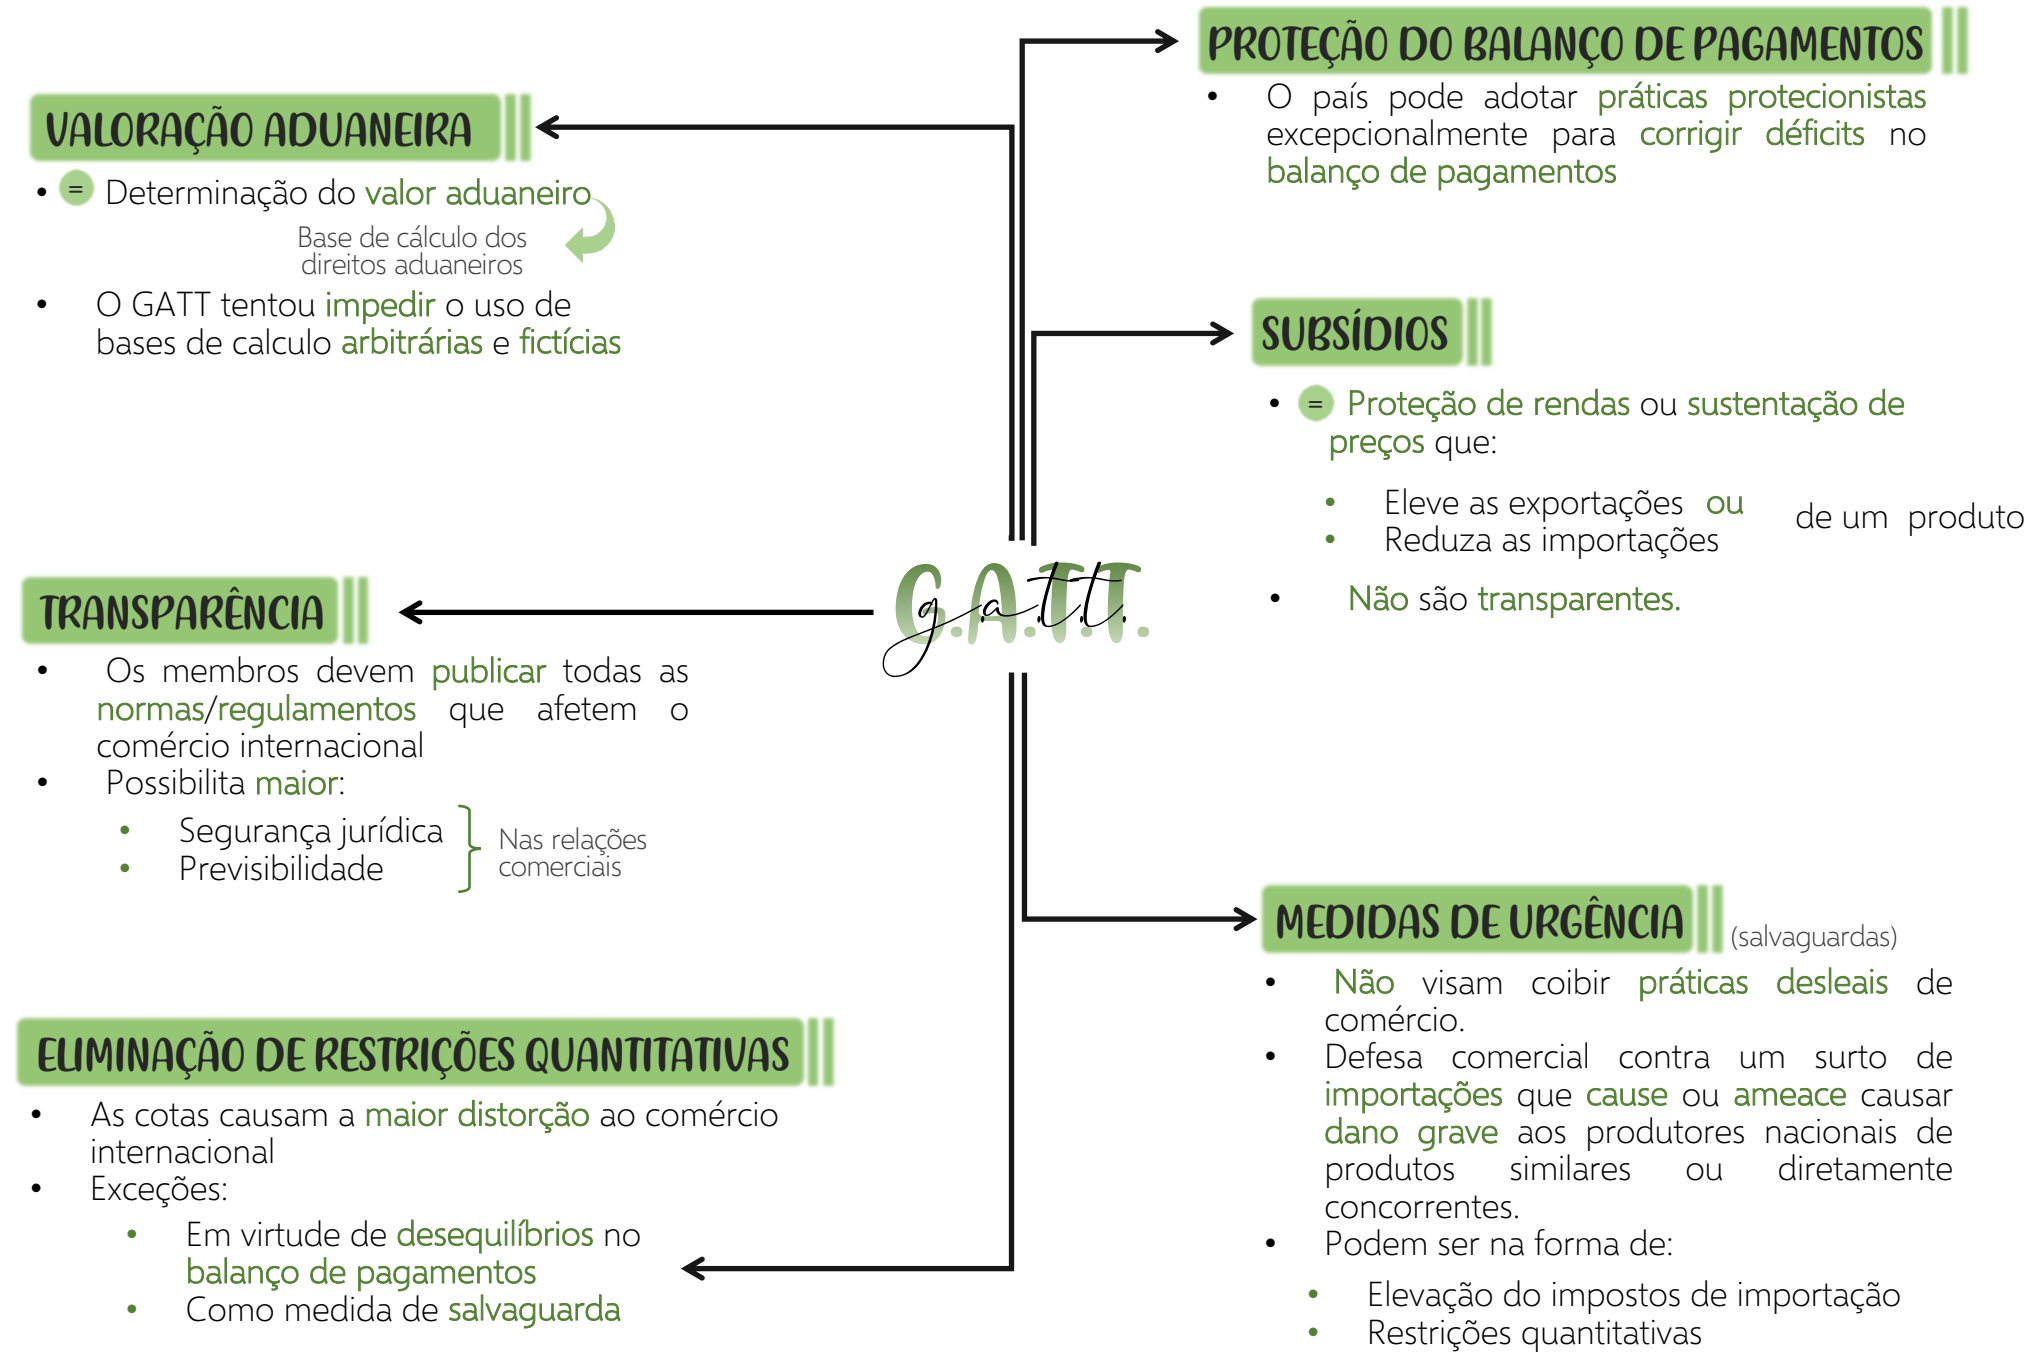 PROTEÇÃO DO BALANÇO DE PAGAMENTOS
• O país pode adotar práticas protecionistas
excepcionalmente para corrigir déficits no
balanço de pagamentos
VALORAÇÃO ADUANEIRA
• = Determinação do valor aduaneiro
Base de cálculo dos
direitos aduaneiros
• O GATT tentou impedir o uso de
bases de calculo arbitrárias e fictícias
SUBSÍDIOS
• = Proteção de rendas ou sustentação de
preços que:
• Eleve as exportações ou
• Reduza as importações
de um produto
• Não são transparentes.
G.A.T.T.
g.a.t.t.
TRANSPARÊNCIA
• Os membros devem publicar todas as
normas/regulamentos que afetem o
comércio internacional
• Possibilita maior:
• Segurança jurídica
• Previsibilidade
Nas relações
comerciais
MEDIDAS DE URGÊNCIA (salvaguardas)
• Não visam coibir práticas desleais de
comércio.
• Defesa comercial contra um surto de
importações que cause ou ameace causar
dano grave aos produtores nacionais de
produtos similares ou diretamente
concorrentes.
• Podem ser na forma de:
• Elevação do impostos de importação
• Restrições quantitativas
ELIMINAÇÃO DE RESTRIÇÕES QUANTITATIVAS
• As cotas causam a maior distorção ao comércio
internacional
• Exceções:
• Em virtude de desequilíbrios no
balanço de pagamentos
• Como medida de salvaguarda